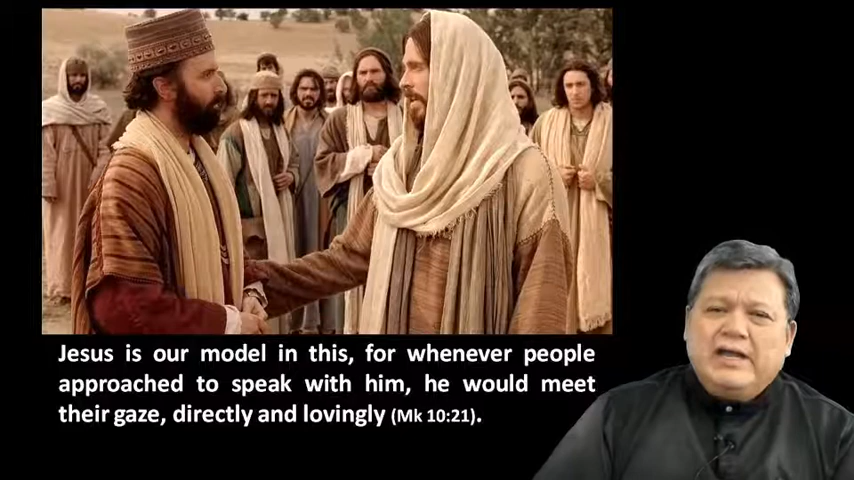 Jesus is our model in this, for whenever people
approached to speak with him, he would meet
their gaze, directly and lovingly (Mk 10:21).